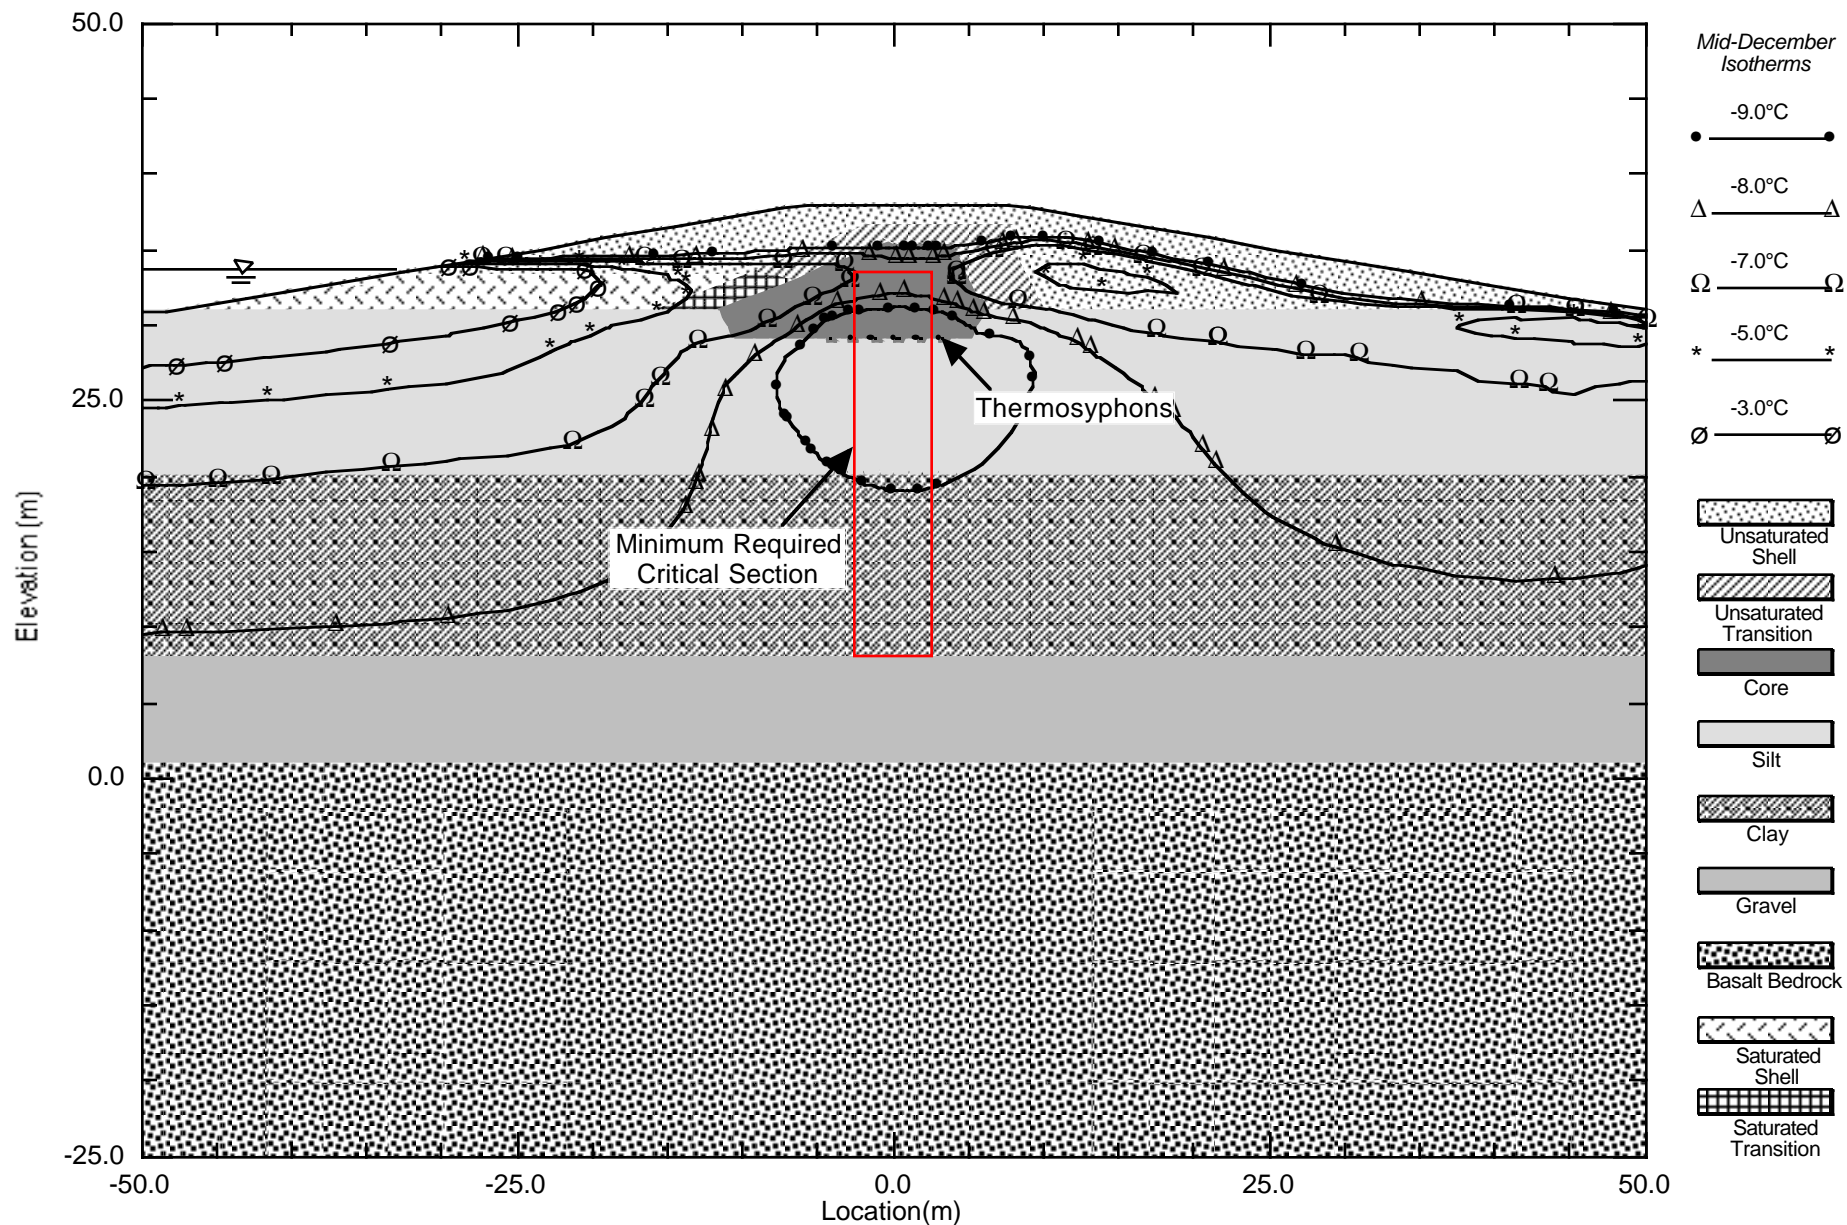 50.0
25.0
0.0
-25.0
Elevation (m)
-50.0
-25.0
0.0
25.0
50.0
Location(m)
Thermosyphons
Minimum Required
Critical Section
Mid-December
Isotherms
-9.0°C
-8.0°C
-7.0°C
-5.0°C
-3.0°C
Unsaturated
Shell
Unsaturated
Transition
Core
Silt
Clay
Gravel
Basalt Bedrock
Saturated
Shell
Saturated
Transition